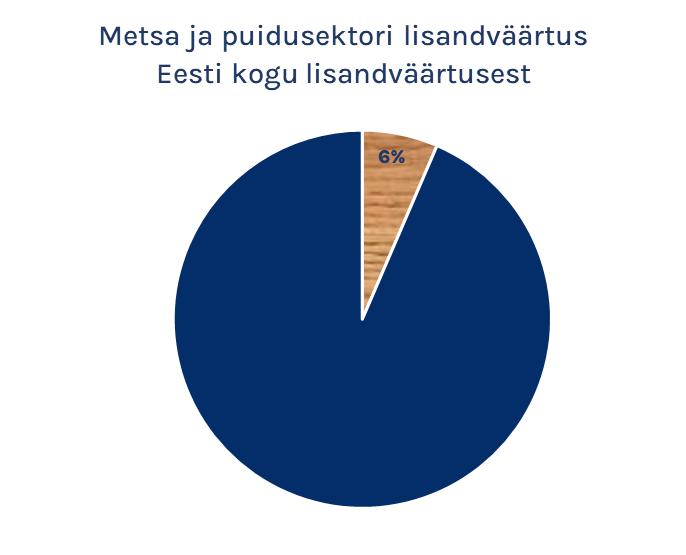 Metsa ja puidusektori lisandväärtus
Eesti kogu lisandväärtusest
6%